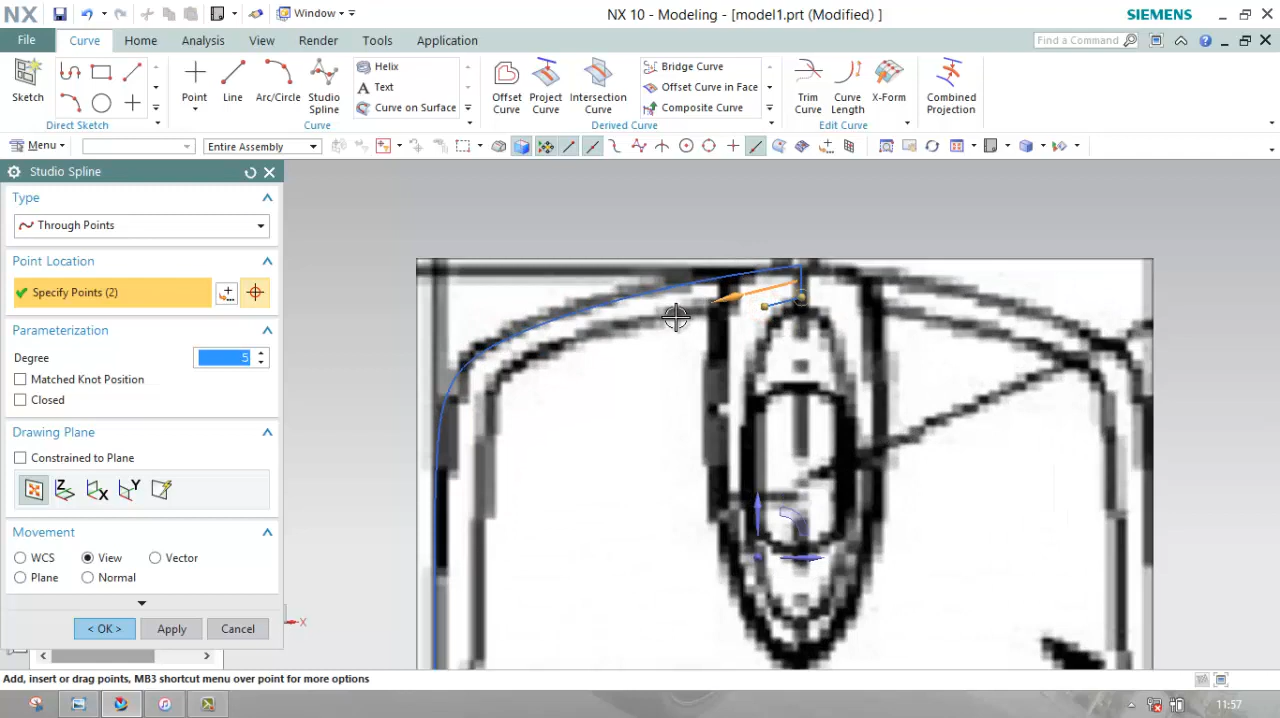 NX
Window
NX 10 - Modeling - [model1.prt (Modified) ]
SIEMENS
File
Curve
Home
Analysis
View
Render
Tools
Application
Find a Command
Sketch
Direct Sketch
Point
Line
Arc/Circle
Studio Spline
Helix
Text
Curve on Surface
Curve
Offset Curve
Project Curve
Intersection Curve
Bridge Curve
Offset Curve in Face
Composite Curve
Derived Curve
Trim Curve
Curve Length
X-Form
Edit Curve
Combined Projection
Menu
Entire Assembly
Studio Spline
Type
Through Points
Point Location
Specify Points (2)
Parameterization
Degree
5
Matched Knot Position
Closed
Drawing Plane
Constrained to Plane
Z
X
Y
Movement
WCS
View
Vector
Plane
Normal
< OK >
Apply
Cancel
X
Add, insert or drag points, MB3 shortcut menu over point for more options
11:57